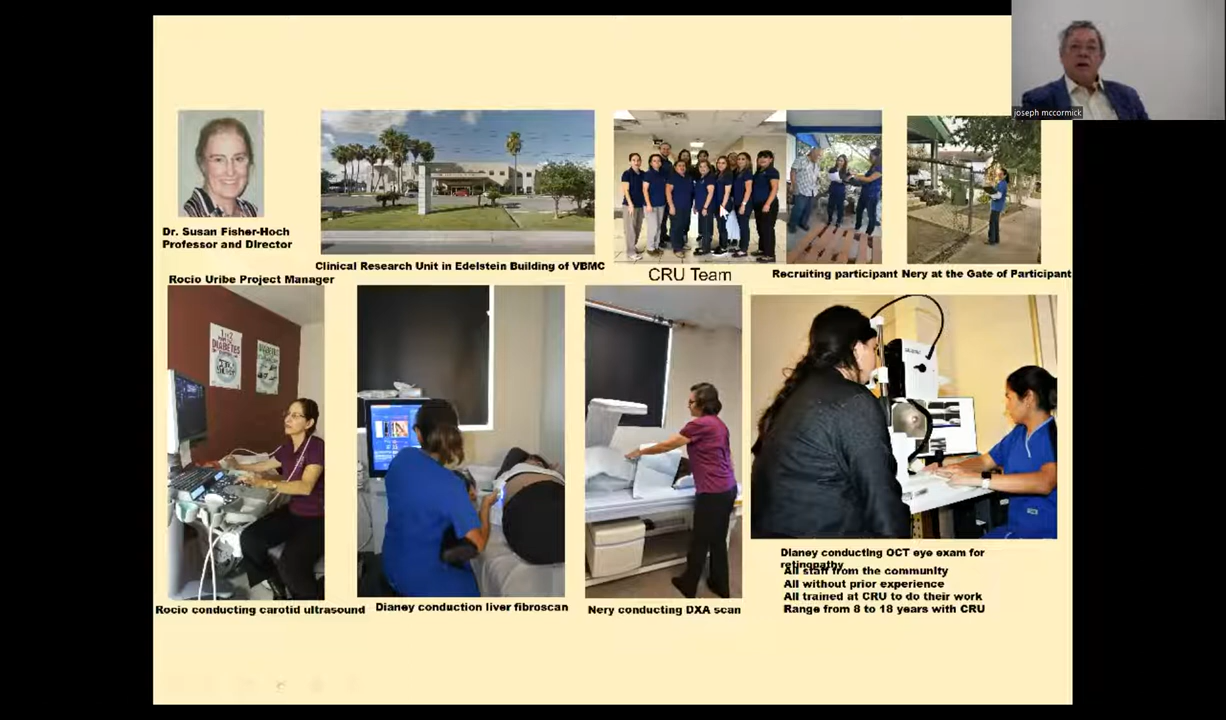 joseph mccormick
Dr. Susan Fisher-Hoch
Professor and Director
Clinical Research Unit in Edelstein Building of VBMC
CRU Team
Recruiting participant
Nery at the Gate of Participant
Rocio Uribe Project Manager
DIABETES
Rocio conducting carotid ultrasound
Dianey conduction liver fibroscan
Nery conducting DXA scan
Dianey conducting OCT eye exam for
retinopathy
All staff from the community
All without prior experience
All trained at CRU to do their work
Range from 8 to 18 years with CRU